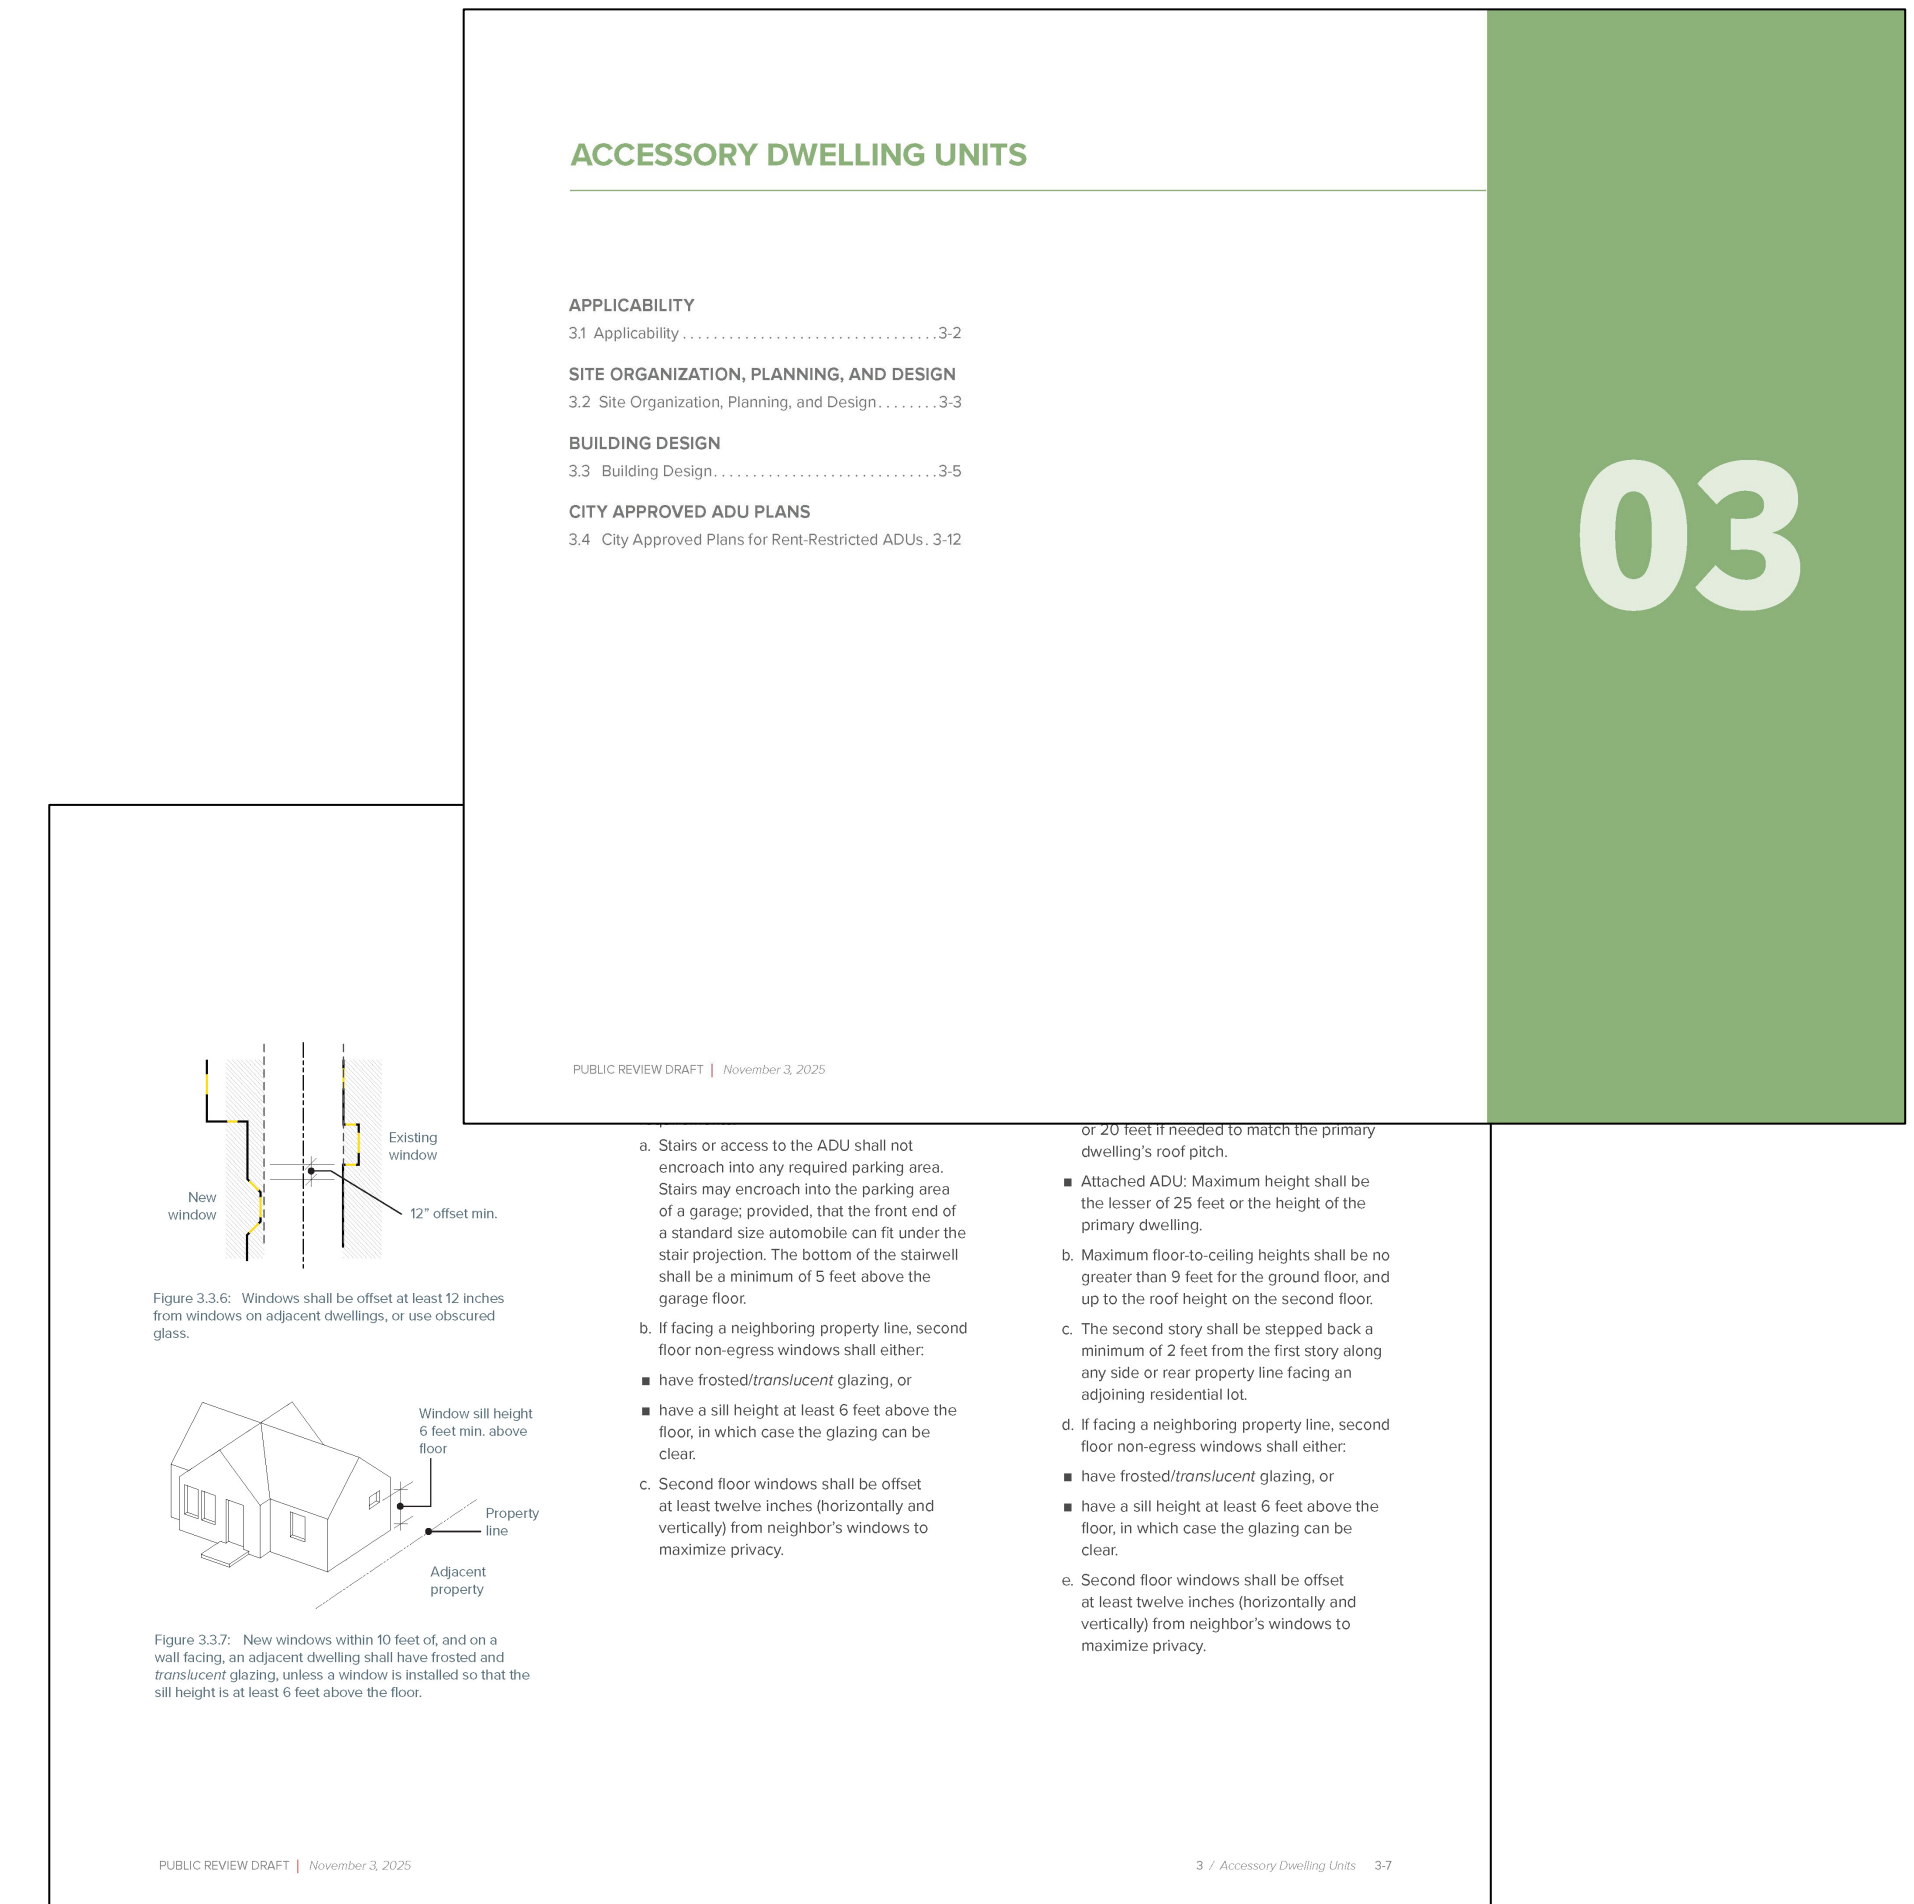 ACCESSORY DWELLING UNITS
APPLICABILITY
3.1 Applicability . . . . . . . . . . . . . . . . . . . . . . . . . . . . . . . . . 3-2
SITE ORGANIZATION, PLANNING, AND DESIGN
3.2 Site Organization, Planning, and Design . . . . . . . . 3-3
BUILDING DESIGN
3.3 Building Design . . . . . . . . . . . . . . . . . . . . . . . . . . . . . 3-5
CITY APPROVED ADU PLANS
3.4 City Approved Plans for Rent-Restricted ADUs . 3-12
03
PUBLIC REVIEW DRAFT | November 3, 2025
Existing
window
New
window
12” offset min.
Figure 3.3.6: Windows shall be offset at least 12 inches
from windows on adjacent dwellings, or use obscured
glass.
Window sill height
6 feet min. above
floor
Property
line
Adjacent
property
Figure 3.3.7: New windows within 10 feet of, and on a
wall facing, an adjacent dwelling shall have frosted and
translucent glazing, unless a window is installed so that the
sill height is at least 6 feet above the floor.
a. Stairs or access to the ADU shall not
encroach into any required parking area.
Stairs may encroach into the parking area
of a garage; provided, that the front end of
a standard size automobile can fit under the
stair projection. The bottom of the stairwell
shall be a minimum of 5 feet above the
garage floor.
b. If facing a neighboring property line, second
floor non-egress windows shall either:
■ have frosted/translucent glazing, or
■ have a sill height at least 6 feet above the
floor, in which case the glazing can be
clear.
c. Second floor windows shall be offset
at least twelve inches (horizontally and
vertically) from neighbor’s windows to
maximize privacy.
or 20 feet if needed to match the primary
dwelling’s roof pitch.
■ Attached ADU: Maximum height shall be
the lesser of 25 feet or the height of the
primary dwelling.
b. Maximum floor-to-ceiling heights shall be no
greater than 9 feet for the ground floor, and
up to the roof height on the second floor.
c. The second story shall be stepped back a
minimum of 2 feet from the first story along
any side or rear property line facing an
adjoining residential lot.
d. If facing a neighboring property line, second
floor non-egress windows shall either:
■ have frosted/translucent glazing, or
■ have a sill height at least 6 feet above the
floor, in which case the glazing can be
clear.
e. Second floor windows shall be offset
at least twelve inches (horizontally and
vertically) from neighbor’s windows to
maximize privacy.
PUBLIC REVIEW DRAFT | November 3, 2025
3 / Accessory Dwelling Units 3-7